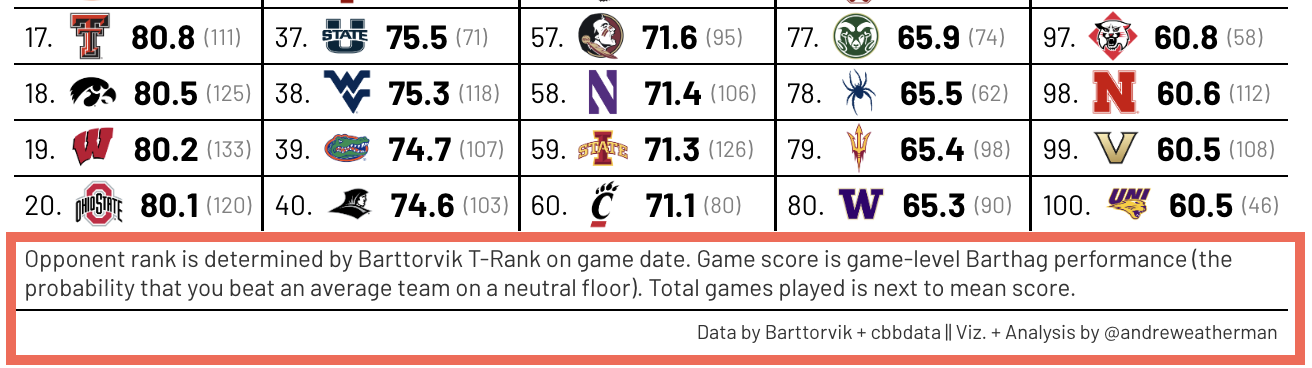 17. T 80.8 (111) 37. U STATE 75.5 (71) 57. 71.6 (95) 77. 65.9 (74) 97. 60.8 (58)
18. 80.5 (125) 38. WV 75.3 (118) 58. N 71.4 (106) 78. 65.5 (62) 98. N 60.6 (112)
19. W 80.2 (133) 39. Gators 74.7 (107) 59. I STATE 71.3 (126) 79. 65.4 (98) 99. V 60.5 (108)
20. OHIO STATE 80.1 (120) 40. 74.6 (103) 60. C 71.1 (80) 80. W 65.3 (90) 100. UNI 60.5 (46)
Opponent rank is determined by Barttorvik T-Rank on game date. Game score is game-level Barthag performance (the
probability that you beat an average team on a neutral floor). Total games played is next to mean score.
Data by Barttorvik + cbbdata || Viz. + Analysis by @andreweatherman